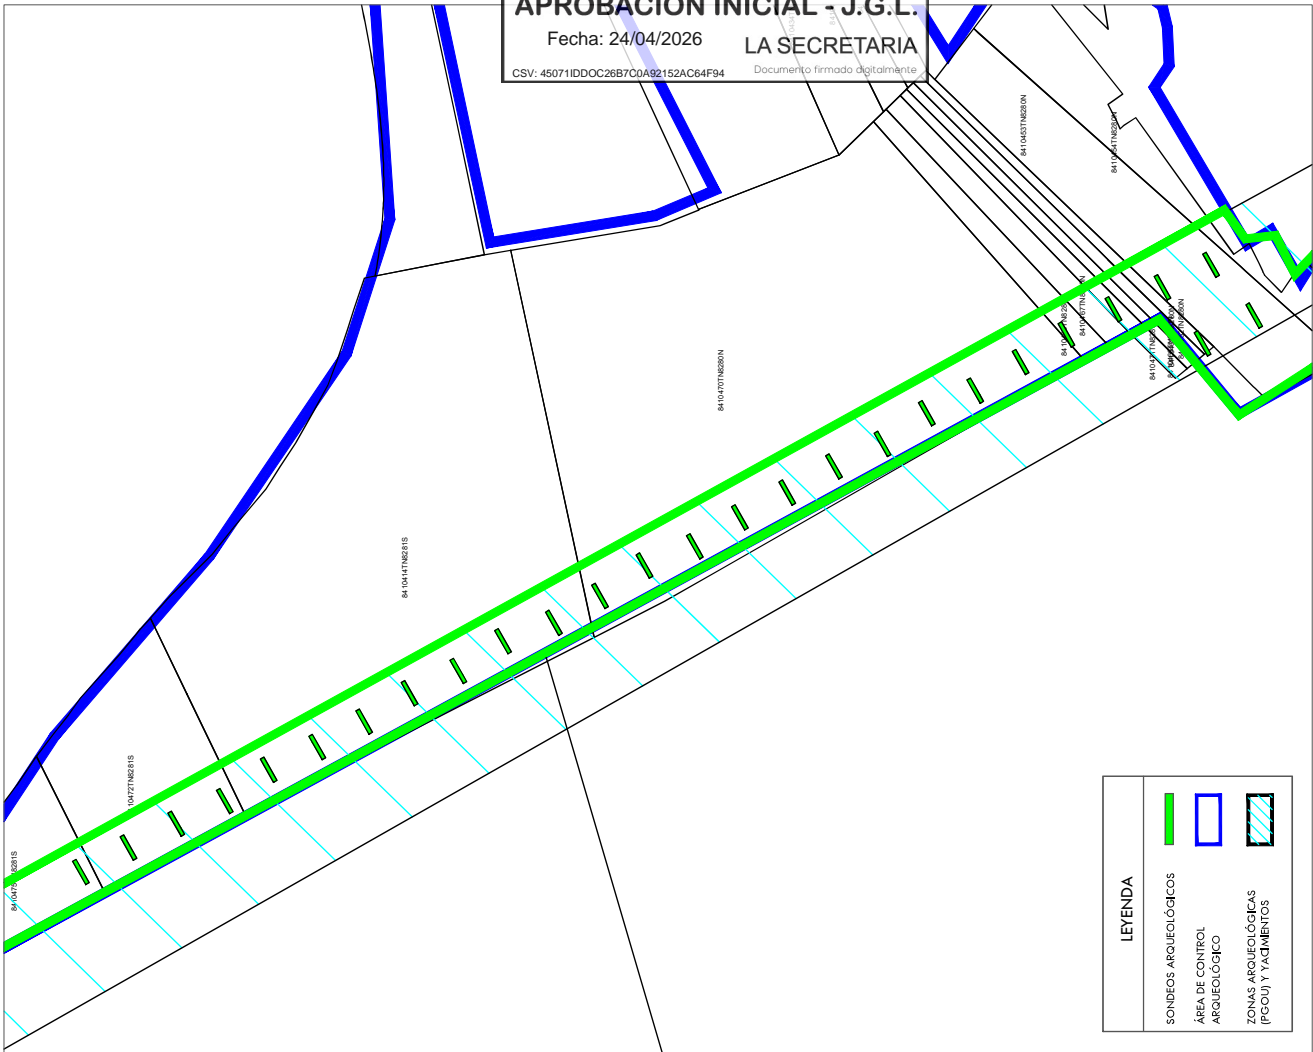 APROBACIÓN INICIAL - J.G.L.
Fecha: 24/04/2026
LA SECRETARIA
CSV: 45071IDDOC26B7C0A92152AC64F94
Documento firmado digitalmente
8410453TN8280N
8410470TN8280N
8410414TN8281S
10472TN8281S
LEYENDA
SONDEOS ARQUEOLÓGICOS
ÁREA DE CONTROL
ARQUEOLÓGICO
ZONAS ARQUEOLÓGICAS
(PGOU) Y YACIMIENTOS